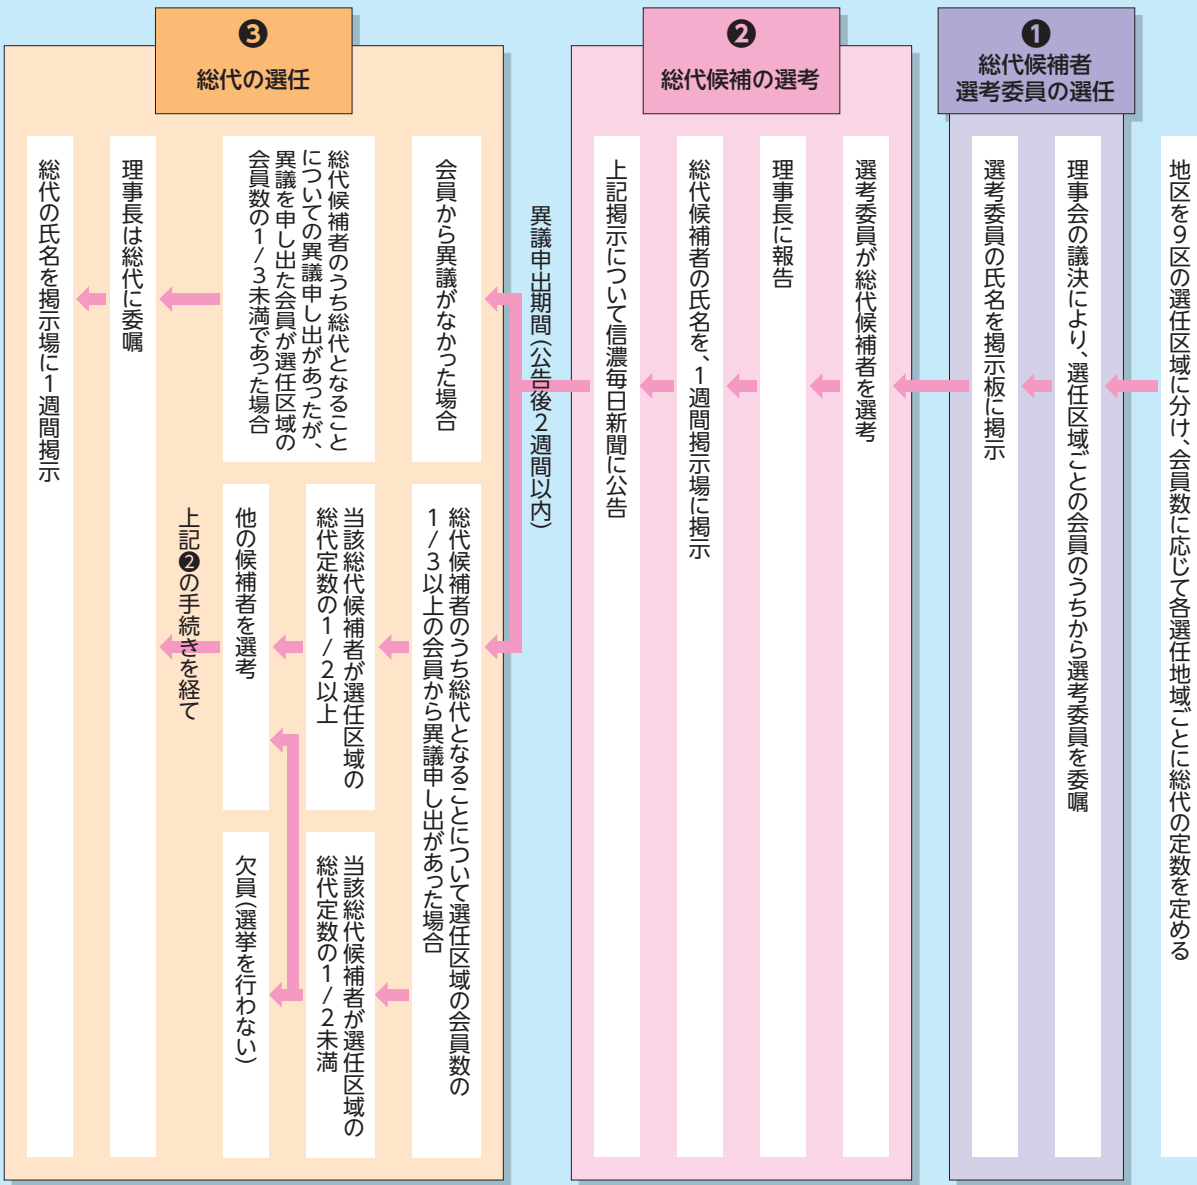 地区を9区の選任区域に分け、会員数に応じて各選任地域ごとに総代の定数を定める
❶
総代候補者
選考委員の選任
理事会の議決により、選任区域ごとの会員のうちから選考委員を委嘱
選考委員の氏名を掲示板に掲示
❷
総代候補の選考
選考委員が総代候補者を選考
理事長に報告
総代候補者の氏名を、1週間掲示場に掲示
上記掲示について信濃毎日新聞に公告
異議申出期間（公告後2週間以内）
❸
総代の選任
会員から異議がなかった場合
総代候補者のうち総代となること
についての異議申し出があったが、
異議を申し出た会員が選任区域の
会員数の1/3未満であった場合
総代候補者のうち総代となることについて選任区域の会員数の
1/3以上の会員から異議申し出があった場合
当該総代候補者が選任区域の
総代定数の1/2以上
当該総代候補者が選任区域の
総代定数の1/2未満
他の候補者を選考
欠員（選挙を行わない）
上記❷の手続きを経て
理事長は総代に委嘱
総代の氏名を掲示場に1週間掲示